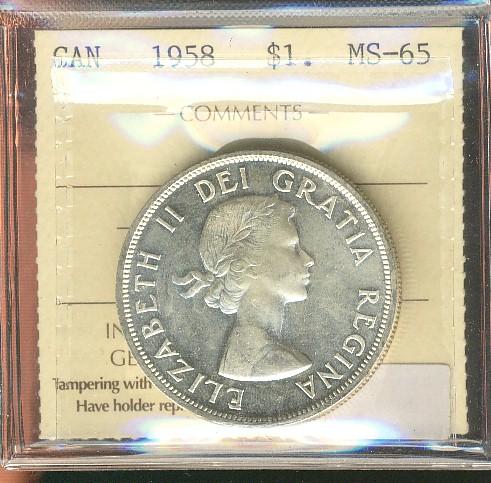 CAN 1958 $1. MS-65
COMMENTS
ELIZABETH II DEI GRATIA REGINA
IN
GE
Tampering with
Have holder rep